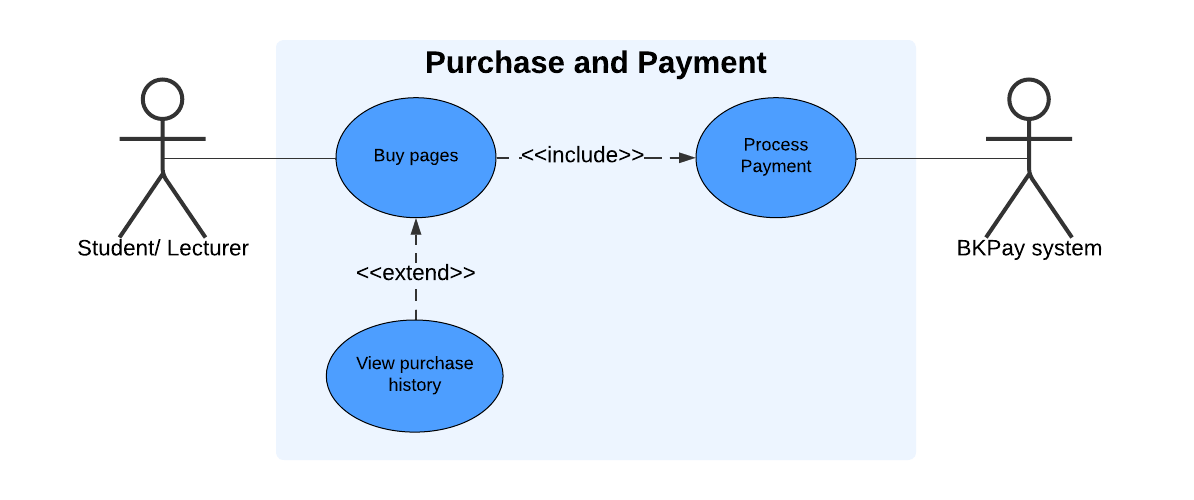 Purchase and Payment
Buy pages
<<include>>
Process
Payment
Student/ Lecturer
BKPay system
<<extend>>
View purchase
history